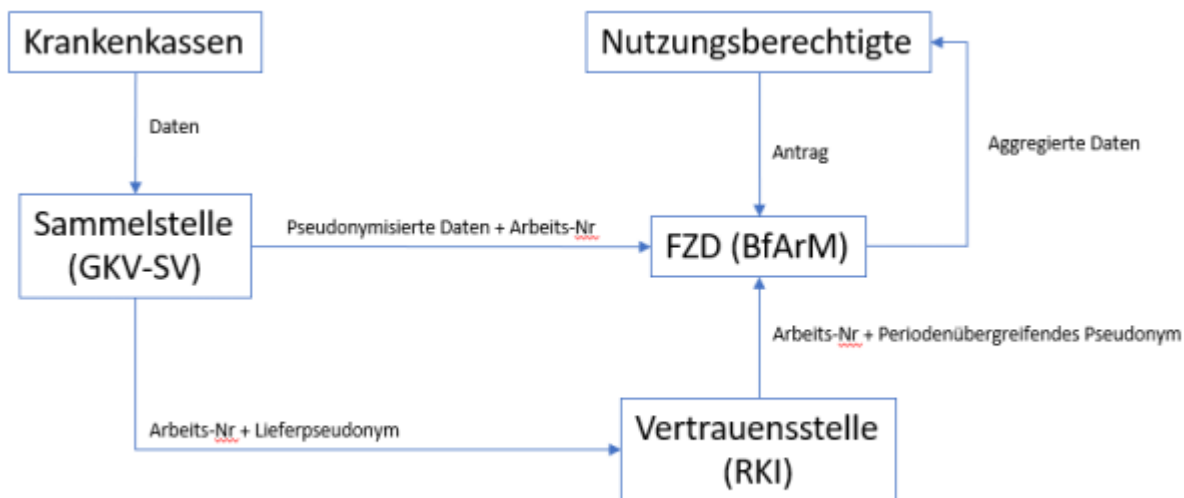 Krankenkassen
Nutzungsberechtigte
Daten
Antrag
Aggregierte Daten
Sammelstelle
(GKV-SV)
Pseudonymisierte Daten + Arbeits-Nr
FZD (BfArM)
Arbeits-Nr + Periodenübergreifendes Pseudonym
Arbeits-Nr + Lieferpseudonym
Vertrauensstelle
(RKI)